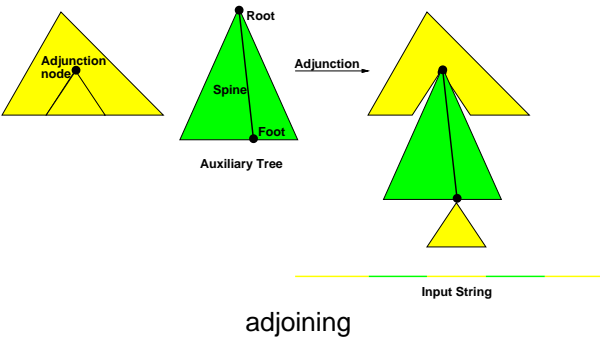 Root
Adjunction
node
Adjunction
Spine
Foot
Auxiliary Tree
Input String
adjoining